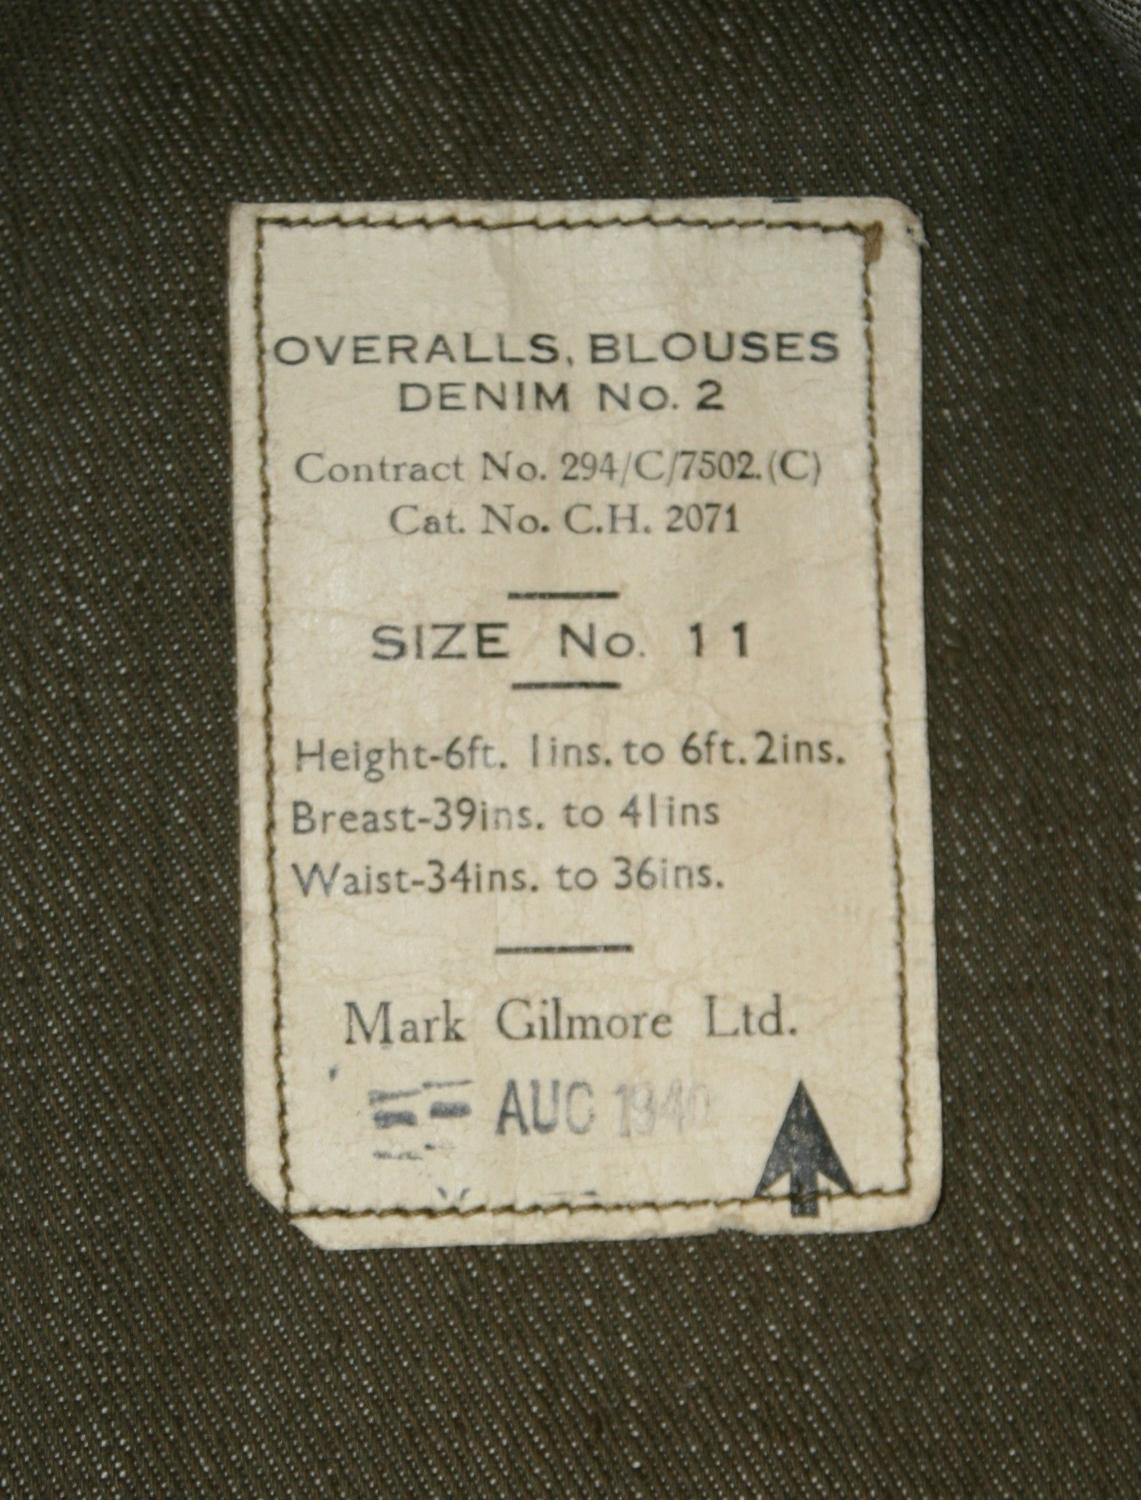 OVERALLS, BLOUSES
DENIM No. 2
Contract No. 294/C/7502.(C)
Cat. No. C.H. 2071
SIZE No. 11
Height-6ft. 1ins. to 6ft. 2ins.
Breast-39ins. to 41ins
Waist-34ins. to 36ins.
Mark Gilmore Ltd.
AUG